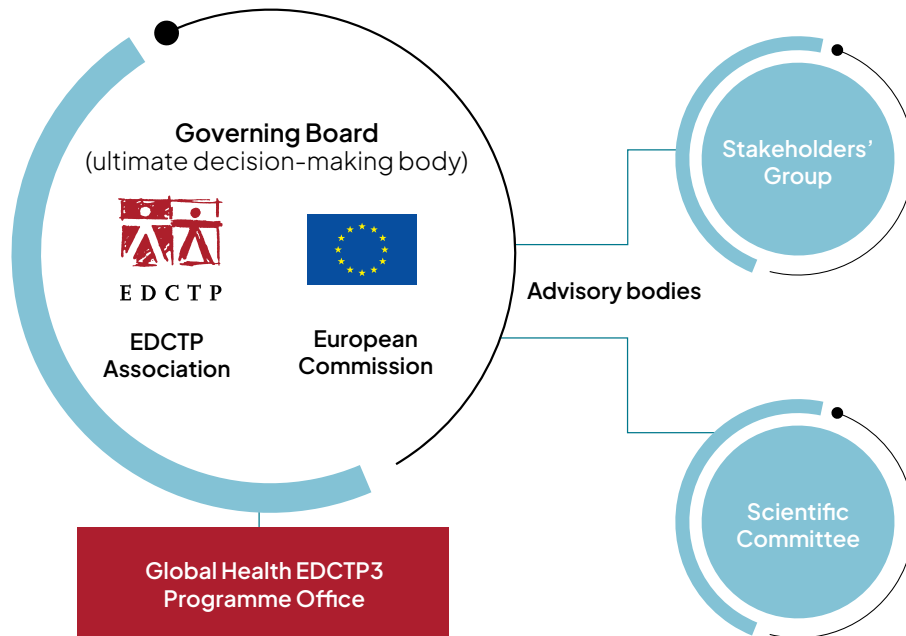 Governing Board
(ultimate decision-making body)
EDCTP
EDCTP
Association
European
Commission
Advisory bodies
Stakeholders’
Group
Scientific
Committee
Global Health EDCTP3
Programme Office